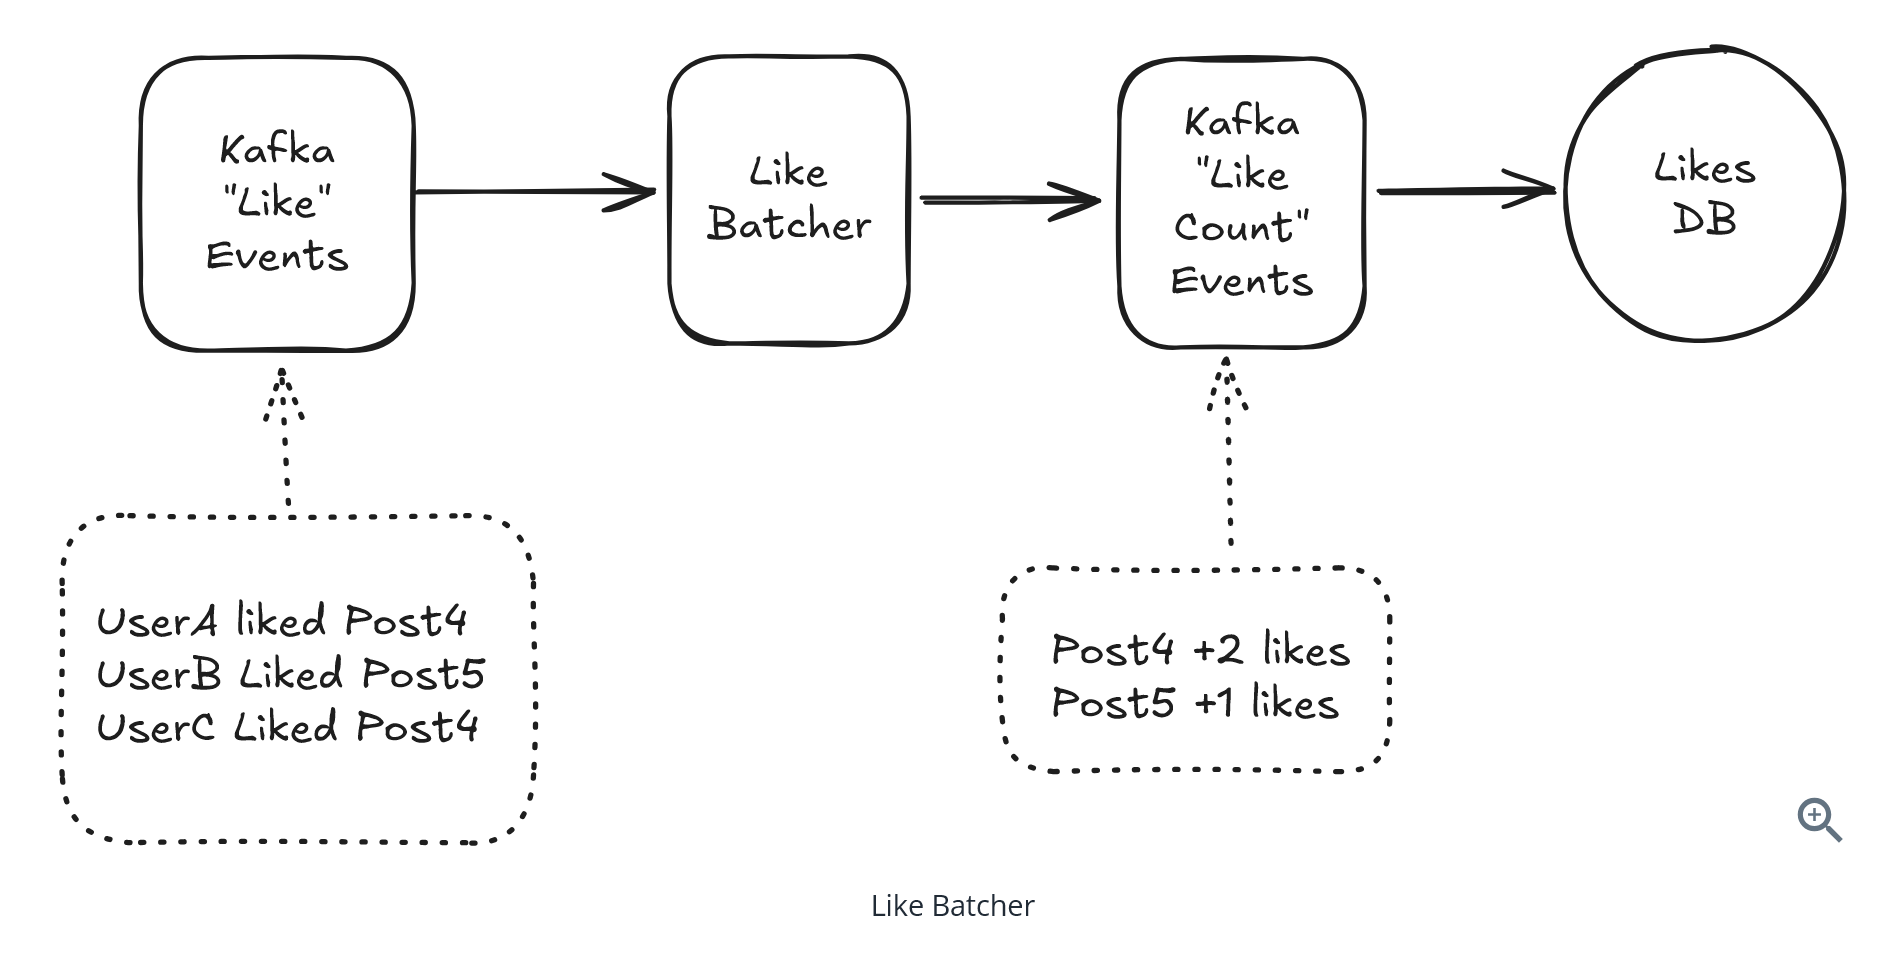 Kafka
"Like"
Events
Like
Batcher
Kafka
"Like
Count"
Events
Likes
DB
UserA liked Post4
UserB Liked Post5
UserC Liked Post4
Post4 +2 likes
Post5 +1 likes
Like Batcher